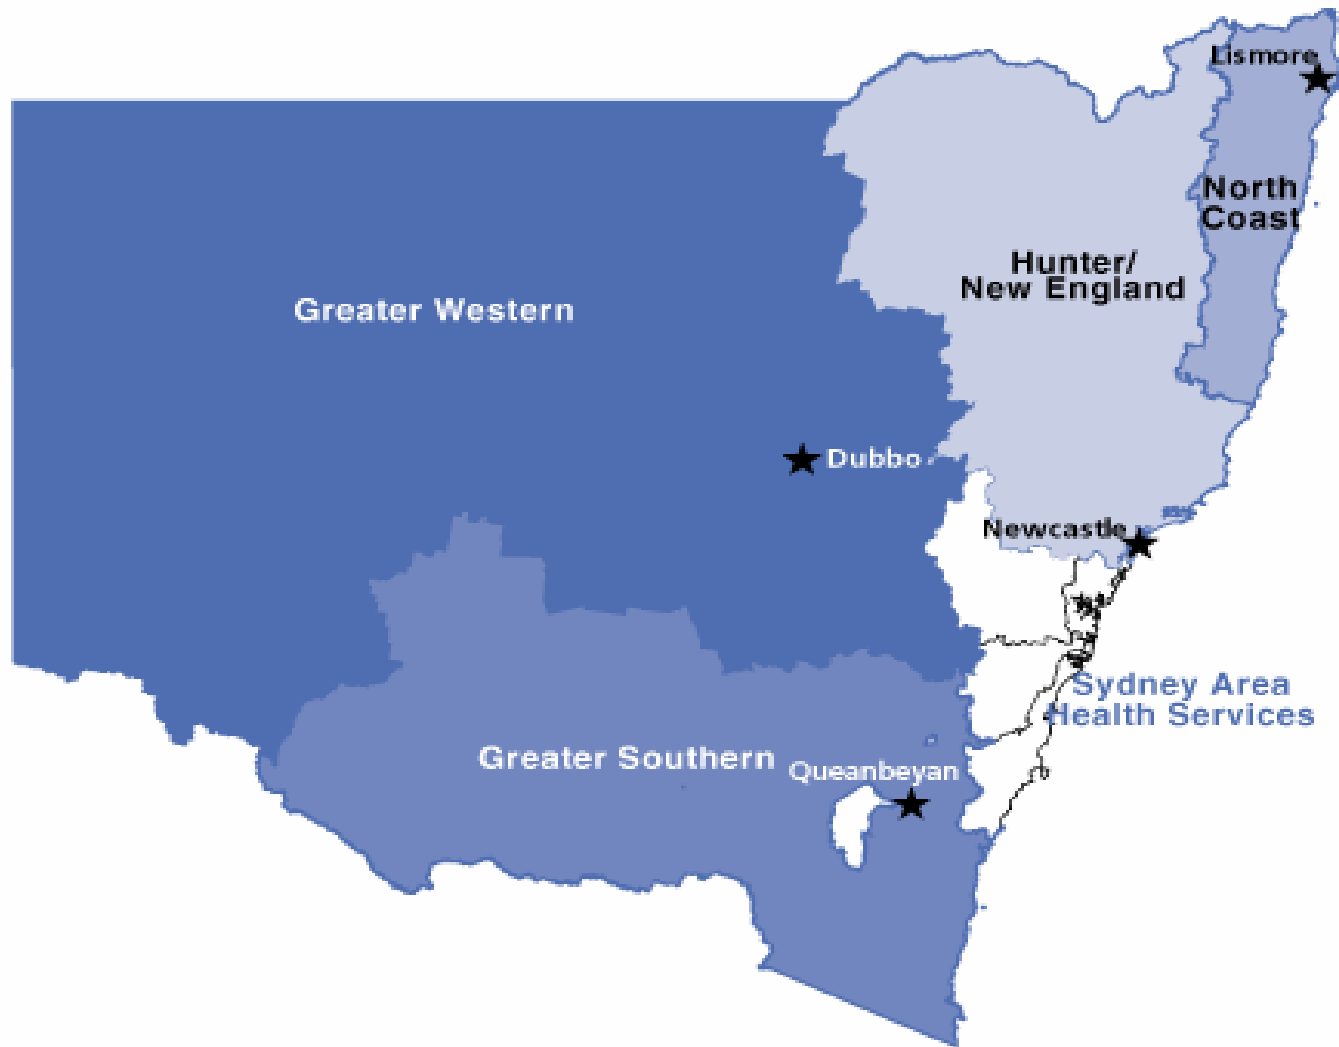 Lismore
North
Coast
Hunter/
New England
Greater Western
Dubbo
Newcastle
Sydney Area
Health Services
Greater Southern
Queanbeyan